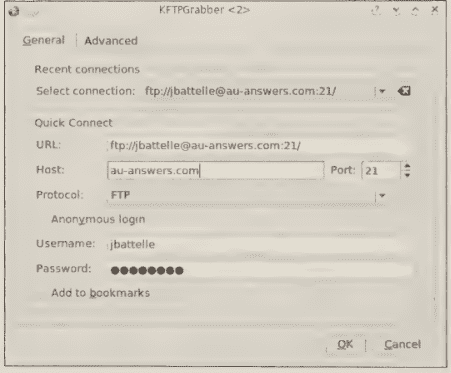 KFTPGrabber <2>
General Advanced
Recent connections
Select connection: ftp://jbattelle@au-answers.com:21/
Quick Connect
URL: ftp://jbattelle@au-answers.com:21/
Host: au-answers.com Port: 21
Protocol: FTP
Anonymous login
Username: jbattelle
Password: ●●●●●●●●
Add to bookmarks
OK Cancel